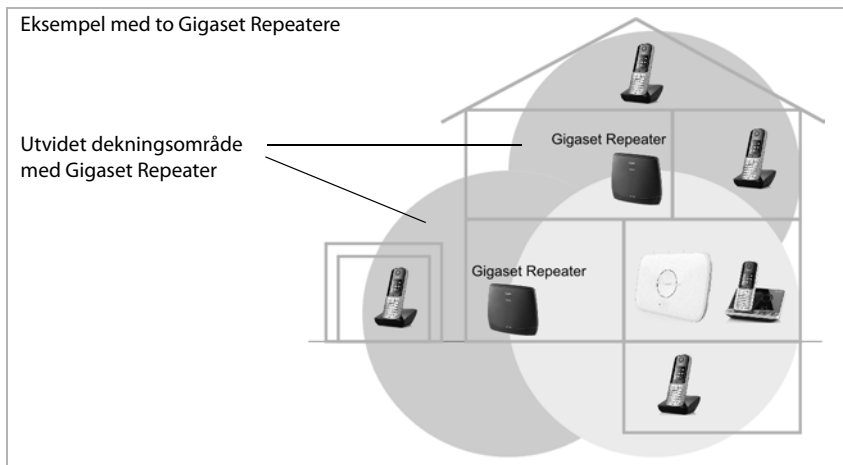 Eksempel med to Gigaset Repeatere
Utvidet dekningsområde
med Gigaset Repeater
Gigaset Repeater
Gigaset Repeater